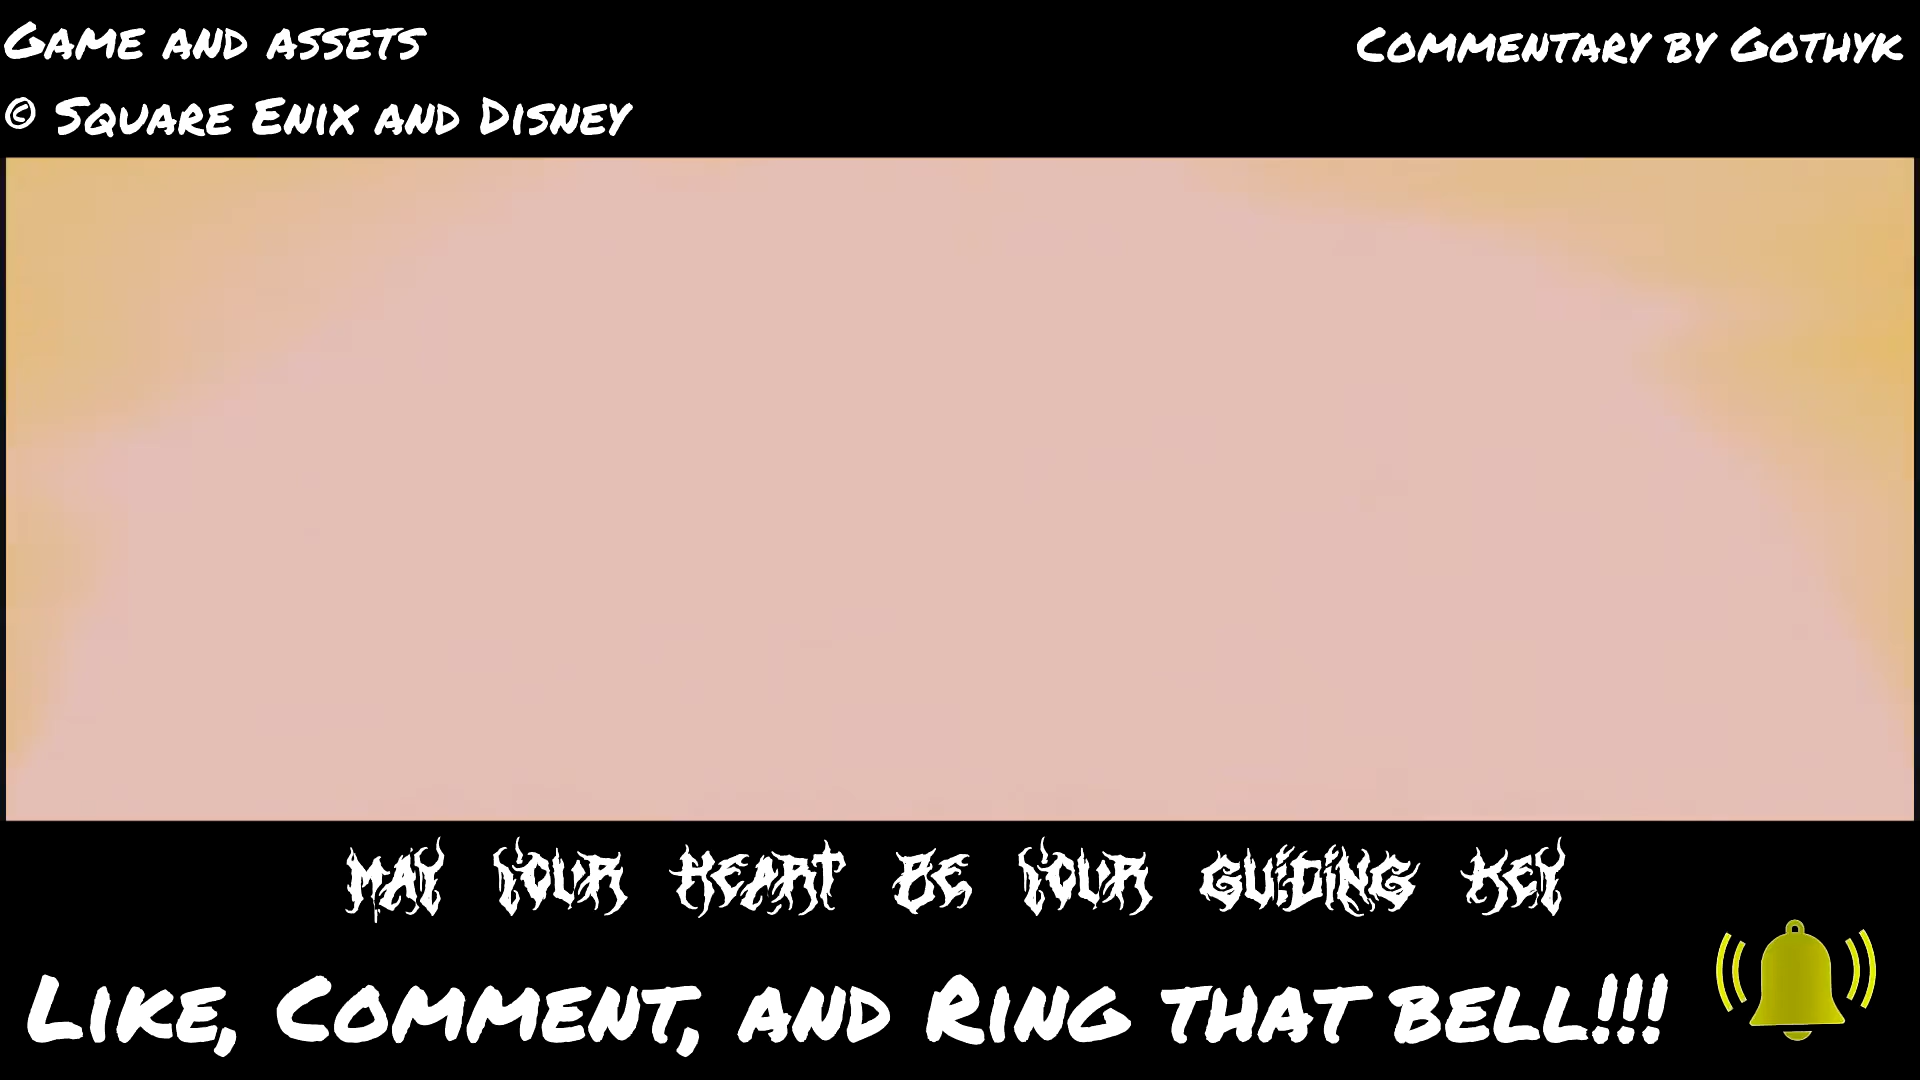 Game and assets
© Square Enix and Disney
Commentary by Gothyk
May Your Heart Be Your Guiding Key
Like, Comment, and Ring that bell!!!